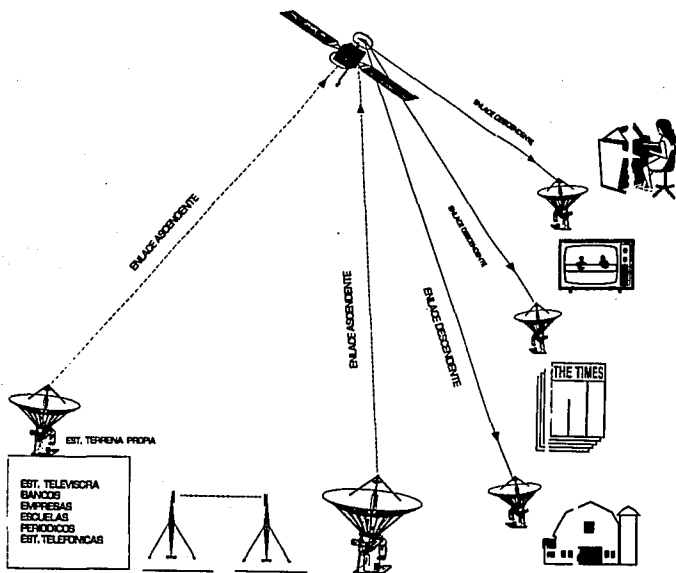 ENLACE DESCENDENTE
ENLACE ASCENDENTE
ENLACE DESCENDENTE
ENLACE ASCENDENTE
ENLACE DESCENDENTE
THE TIMES
EST. TERRENA PROPIA
EST. TELEVISCRA
BANCOS
EMPRESAS
ESCUELAS
PERIODICOS
EST. TELEFONICAS